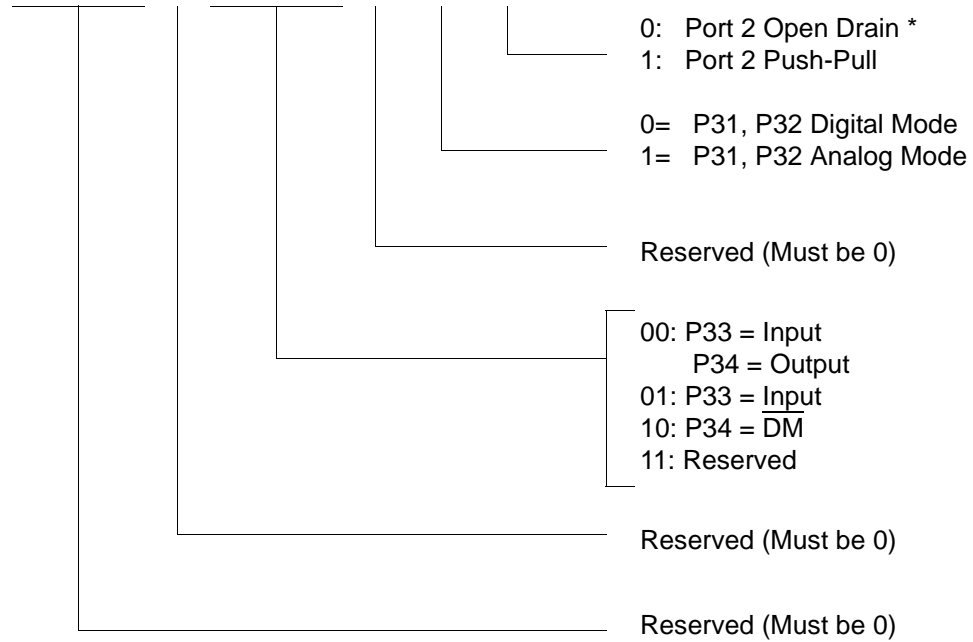 0: Port 2 Open Drain *
1: Port 2 Push-Pull
0= P31, P32 Digital Mode
1= P31, P32 Analog Mode
Reserved (Must be 0)
00: P33 = Input
P34 = Output
01: P33 = Input
10: P34 = D̅M̅
11: Reserved
Reserved (Must be 0)
Reserved (Must be 0)